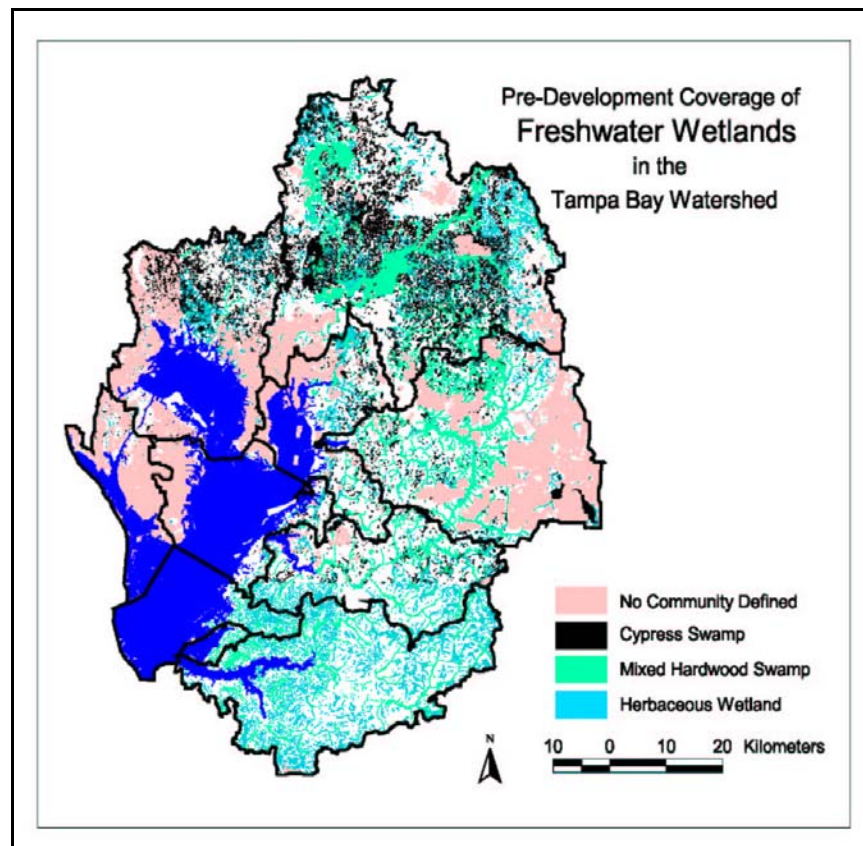 Pre-Development Coverage of
Freshwater Wetlands
in the
Tampa Bay Watershed
No Community Defined
Cypress Swamp
Mixed Hardwood Swamp
Herbaceous Wetland
N
10 0 10 20 Kilometers